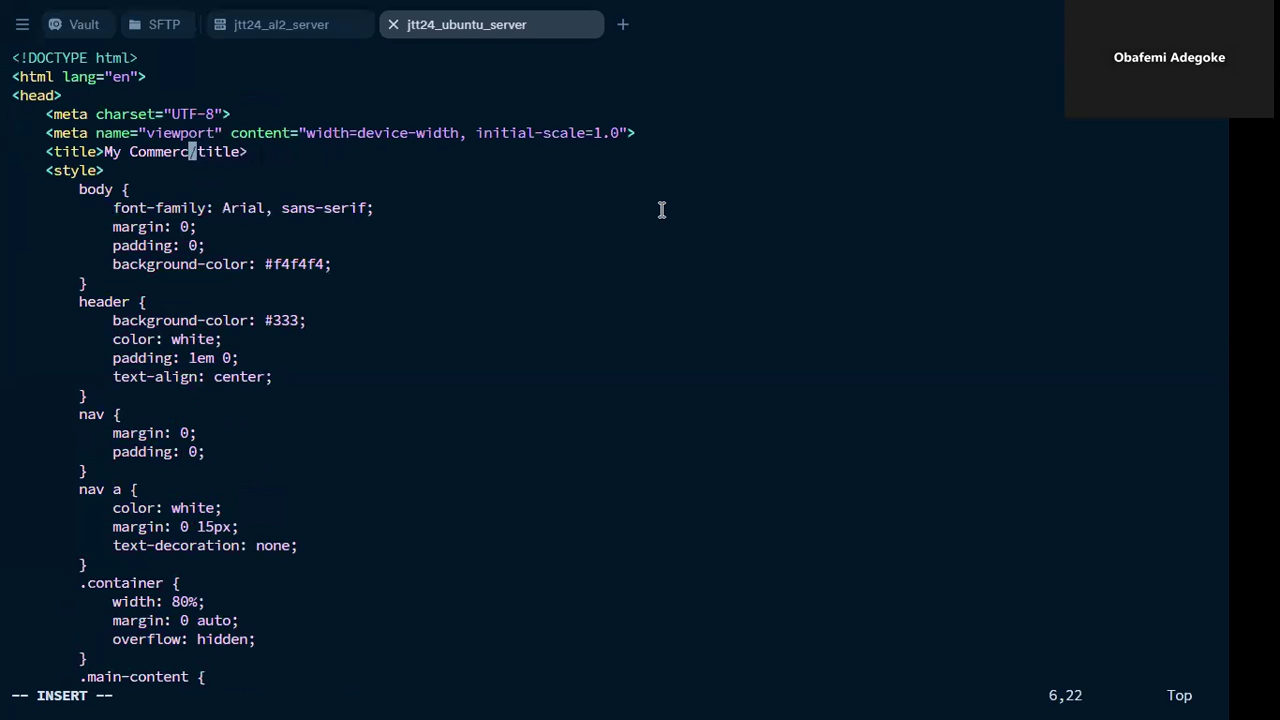 Vault
SFTP
jtt24_al2_server
jtt24_ubuntu_server
Obafemi Adegoke
<!DOCTYPE html>
<html lang="en">
<head>
    <meta charset="UTF-8">
    <meta name="viewport" content="width=device-width, initial-scale=1.0">
    <title>My Commerc/title>
    <style>
        body {
            font-family: Arial, sans-serif;
            margin: 0;
            padding: 0;
            background-color: #f4f4f4;
        }
        header {
            background-color: #333;
            color: white;
            padding: 1em 0;
            text-align: center;
        }
        nav {
            margin: 0;
            padding: 0;
        }
        nav a {
            color: white;
            margin: 0 15px;
            text-decoration: none;
        }
        .container {
            width: 80%;
            margin: 0 auto;
            overflow: hidden;
        }
        .main-content {
-- INSERT -- 6,22 Top